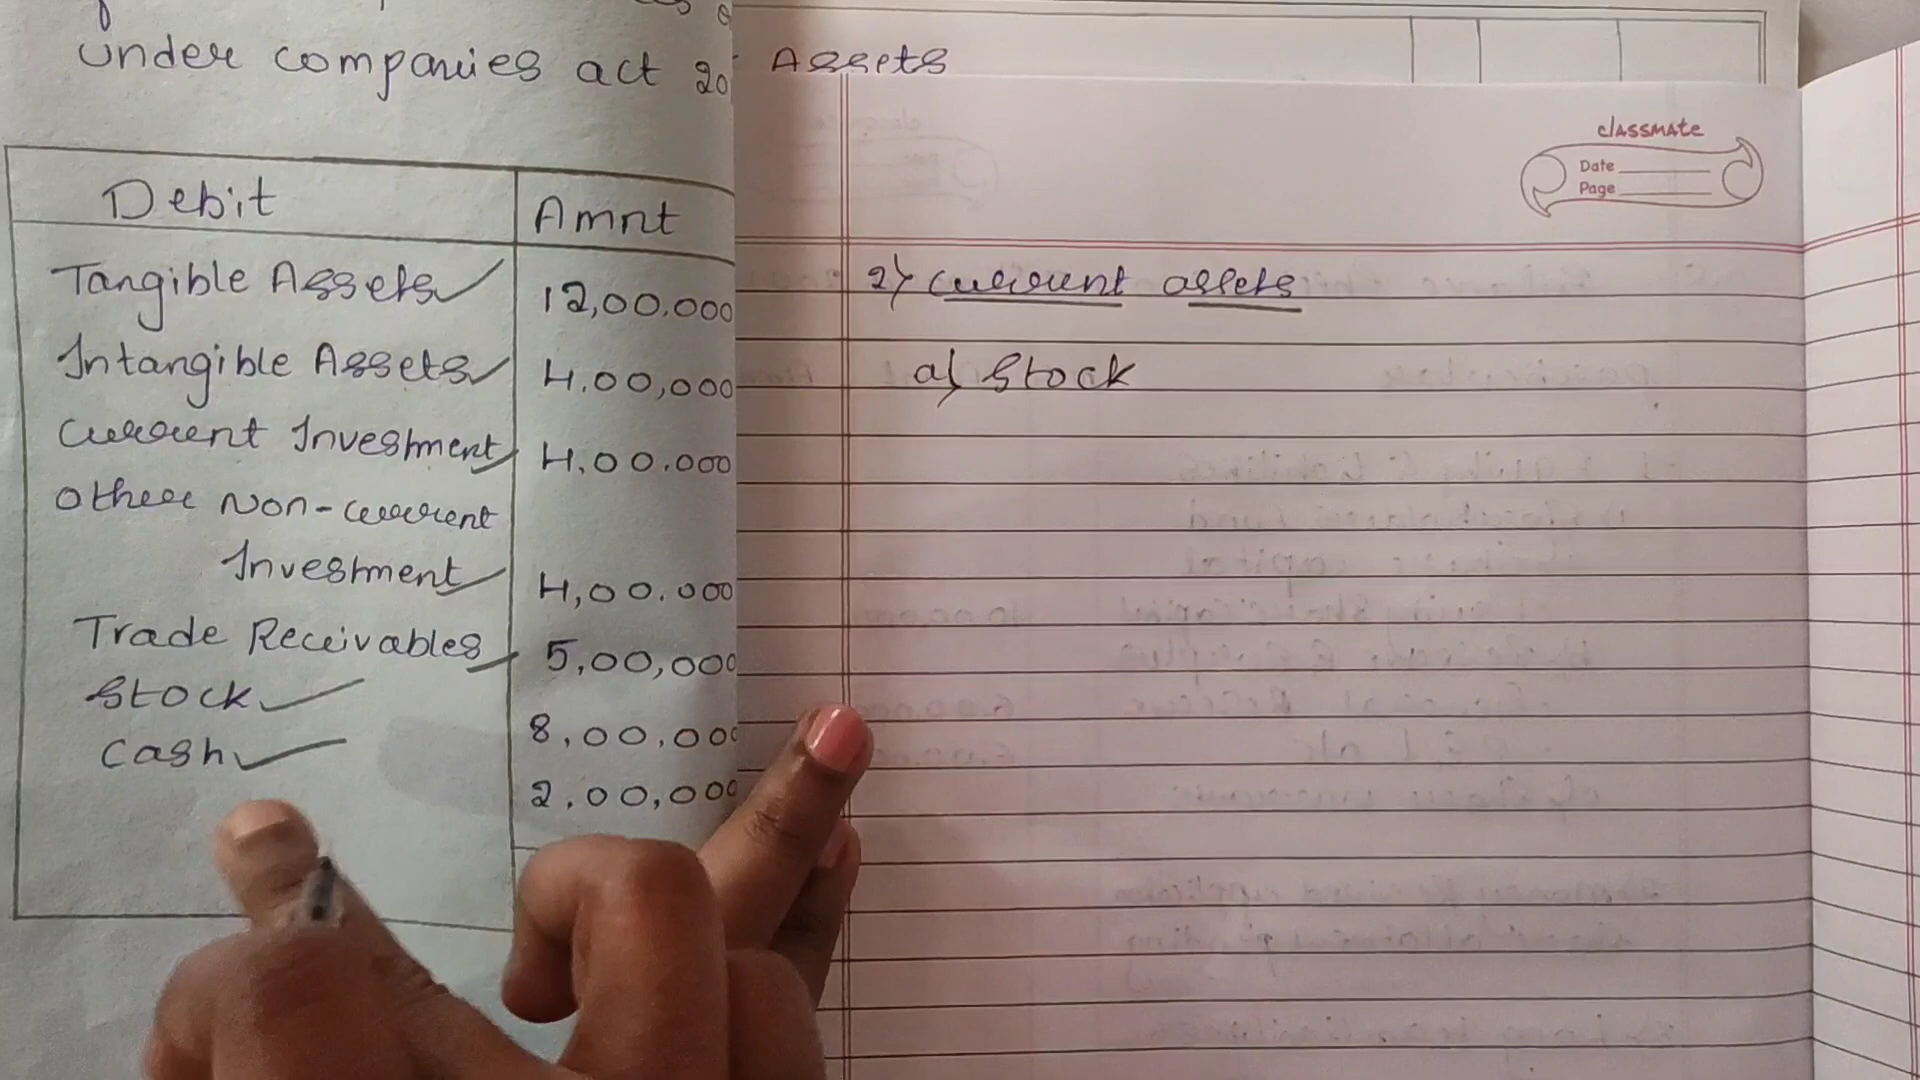 under companies act 20
Assets
classmate
Date
Page
Debit Amnt
Tangible Assets 12,00.000
Intangible Assets 4.00,000
Current Investment 4,00.000
Other Non-current
Investment 4,00.000
Trade Receivables 5,00,000
Stock 8,00,000
Cash 2,00,000
2) Current assets
a) Stock